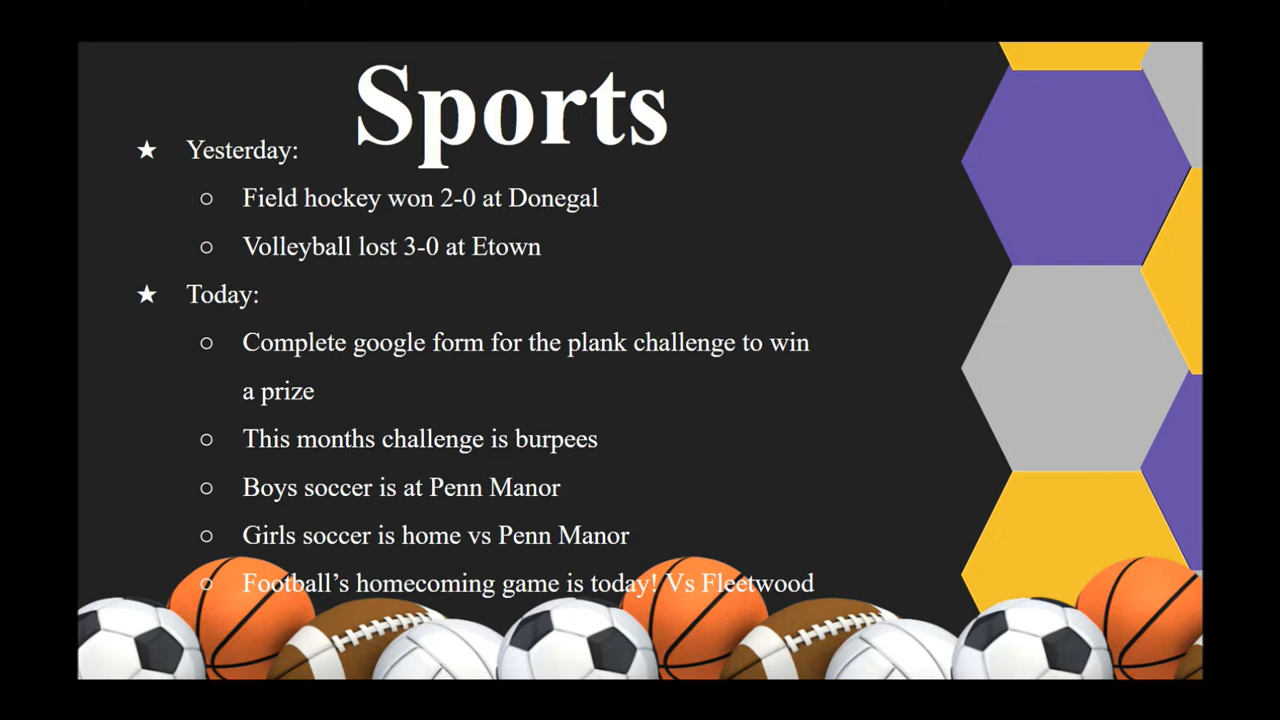 Sports
★ Yesterday:
○ Field hockey won 2-0 at Donegal
○ Volleyball lost 3-0 at Etown
★ Today:
○ Complete google form for the plank challenge to win
a prize
○ This months challenge is burpees
○ Boys soccer is at Penn Manor
○ Girls soccer is home vs Penn Manor
○ Football’s homecoming game is today! Vs Fleetwood